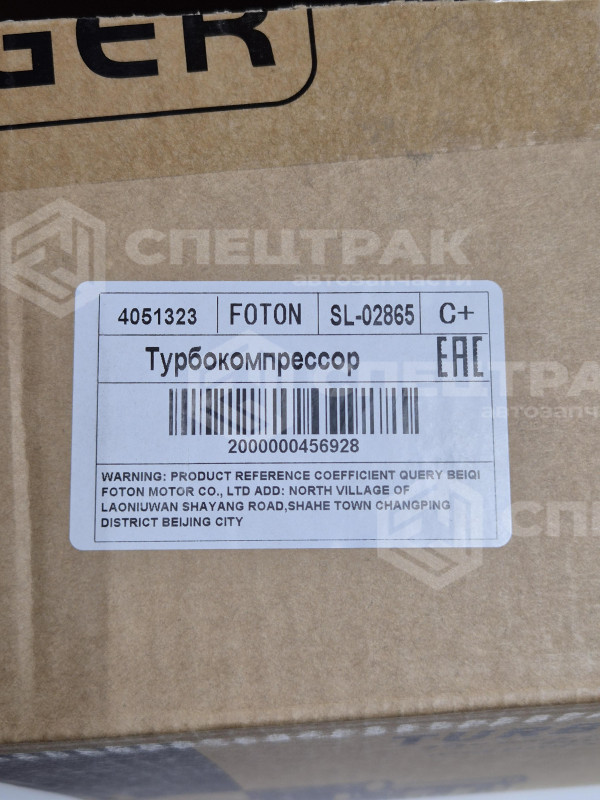 GER
СПЕЦТРАК
автозапчасти
4051323 FOTON SL-02865 C+
Турбокомпрессор EAC
2000000456928
WARNING: PRODUCT REFERENCE COEFFICIENT QUERY BEIQI
FOTON MOTOR CO., LTD ADD: NORTH VILLAGE OF
LAONIUWAN SHAYANG ROAD,SHAHE TOWN CHANGPING
DISTRICT BEIJING CITY